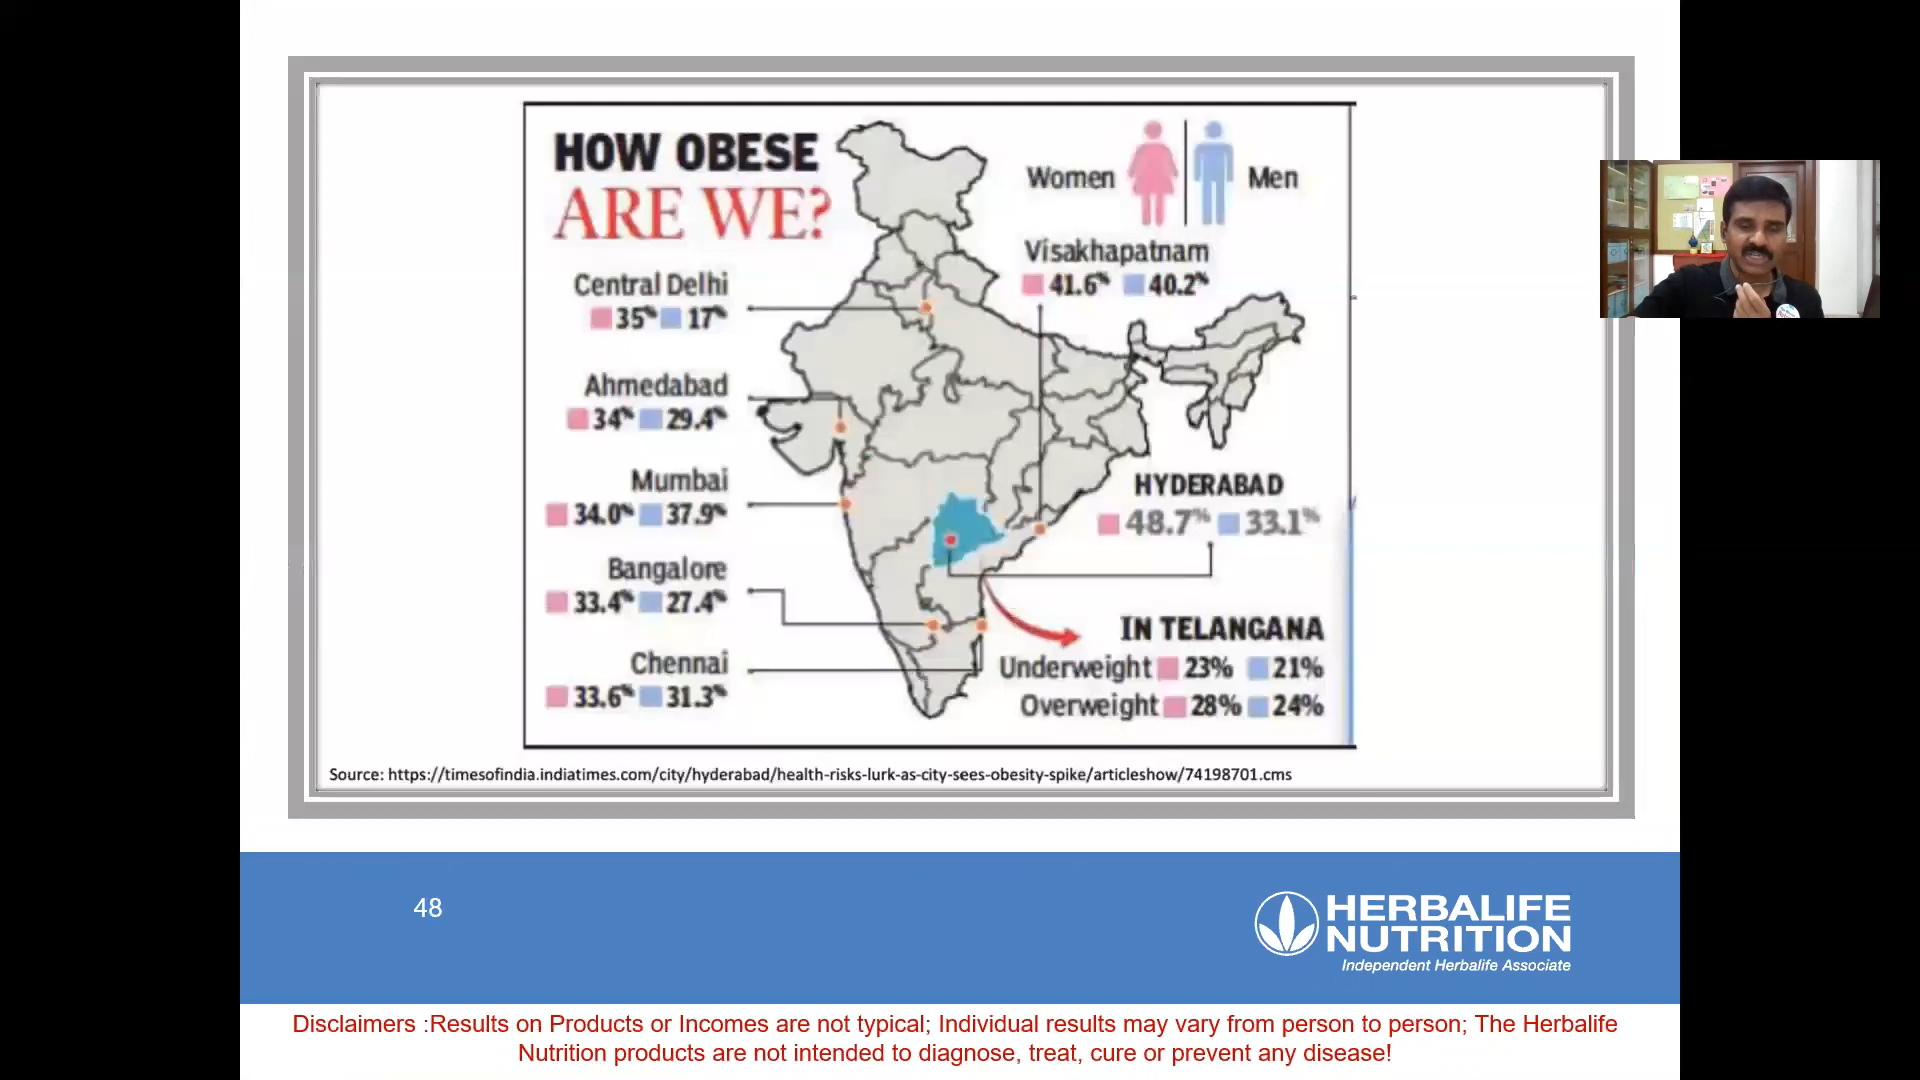 HOW OBESE
ARE WE?
Women
Men
Visakhapatnam
41.6% 40.2%
Central Delhi
35% 17%
Ahmedabad
34% 29.4%
Mumbai
34.0% 37.9%
Bangalore
33.4% 27.4%
Chennai
33.6% 31.3%
HYDERABAD
48.7% 33.1%
IN TELANGANA
Underweight 23% 21%
Overweight 28% 24%
Source: https://timesofindia.indiatimes.com/city/hyderabad/health-risks-lurk-as-city-sees-obesity-spike/articleshow/74198701.cms
48
HERBALIFE
NUTRITION
Independent Herbalife Associate
Disclaimers :Results on Products or Incomes are not typical; Individual results may vary from person to person; The Herbalife
Nutrition products are not intended to diagnose, treat, cure or prevent any disease!